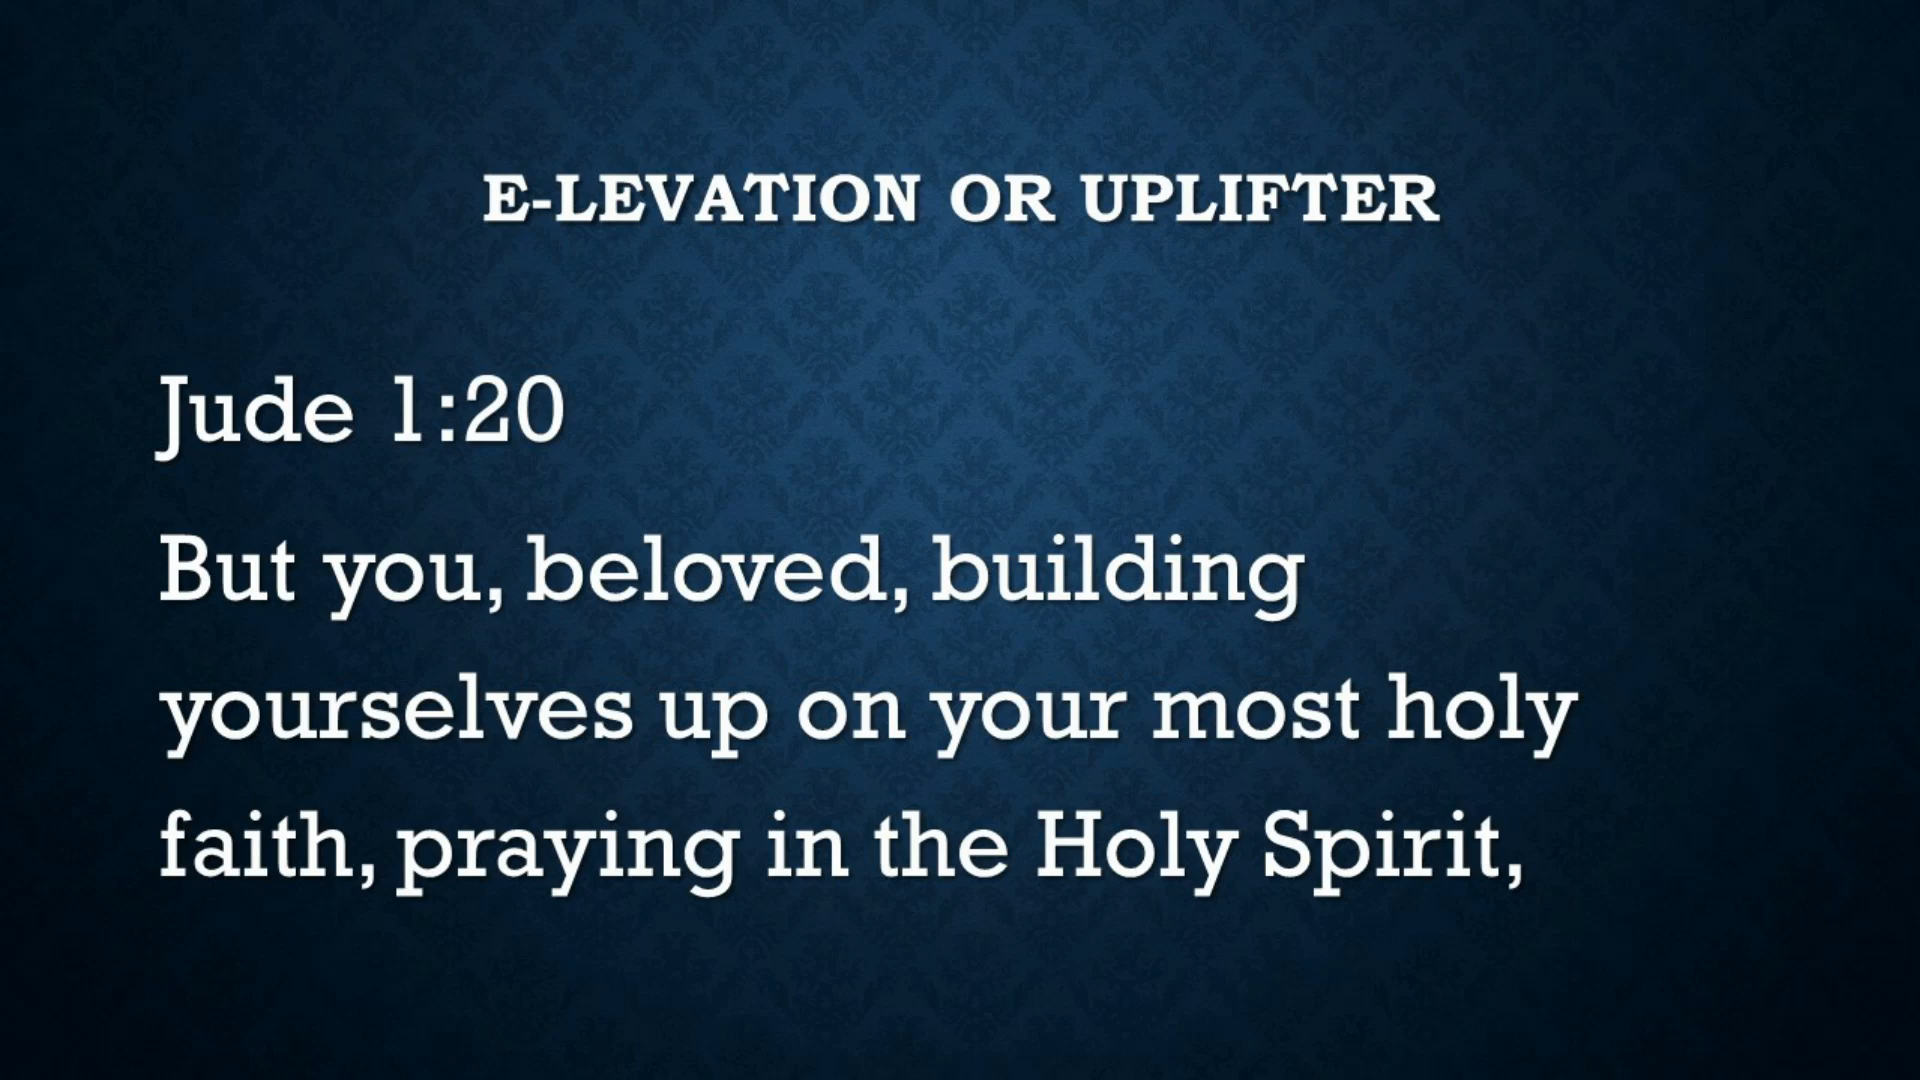 E-LEVATION OR UPLIFTER
Jude 1:20
But you, beloved, building
yourselves up on your most holy
faith, praying in the Holy Spirit,